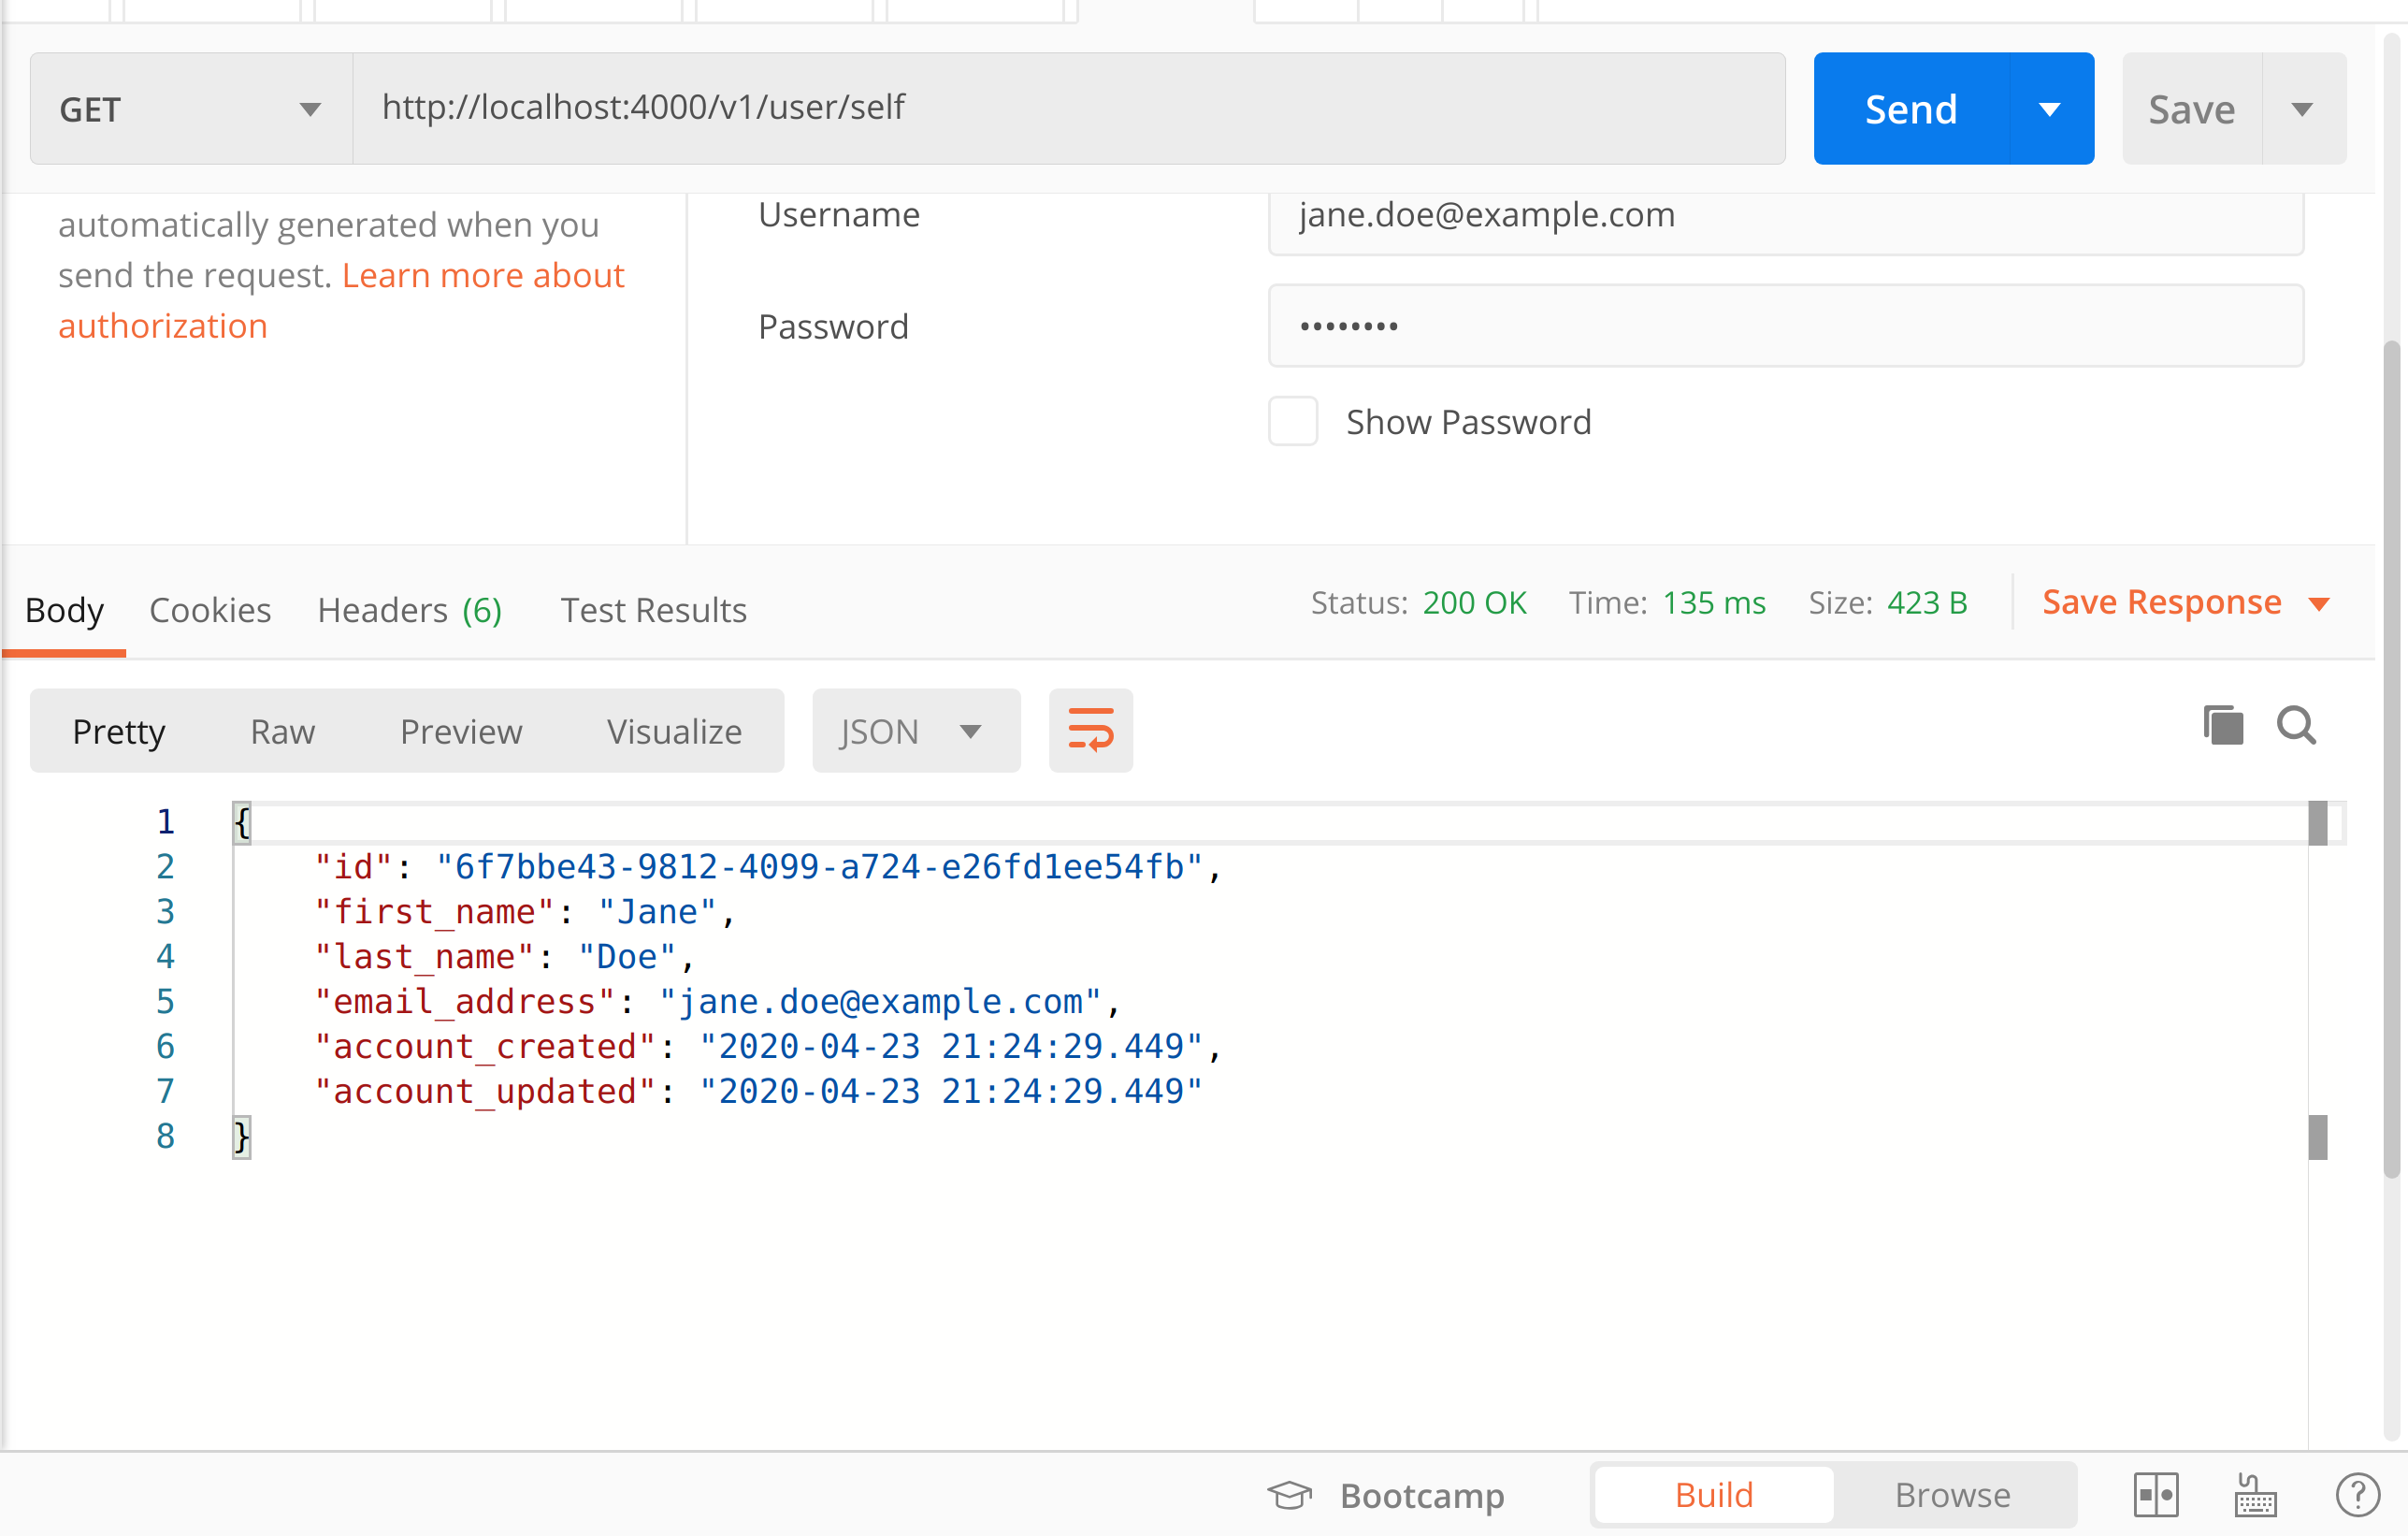 GET http://localhost:4000/v1/user/self Send Save
automatically generated when you
send the request. Learn more about
authorization
Username jane.doe@example.com
Password ••••••••
Show Password
Body Cookies Headers (6) Test Results Status: 200 OK Time: 135 ms Size: 423 B Save Response
Pretty Raw Preview Visualize JSON
1 {
2 "id": "6f7bbe43-9812-4099-a724-e26fd1ee54fb",
3 "first_name": "Jane",
4 "last_name": "Doe",
5 "email_address": "jane.doe@example.com",
6 "account_created": "2020-04-23 21:24:29.449",
7 "account_updated": "2020-04-23 21:24:29.449"
8 }
Bootcamp Build Browse ?